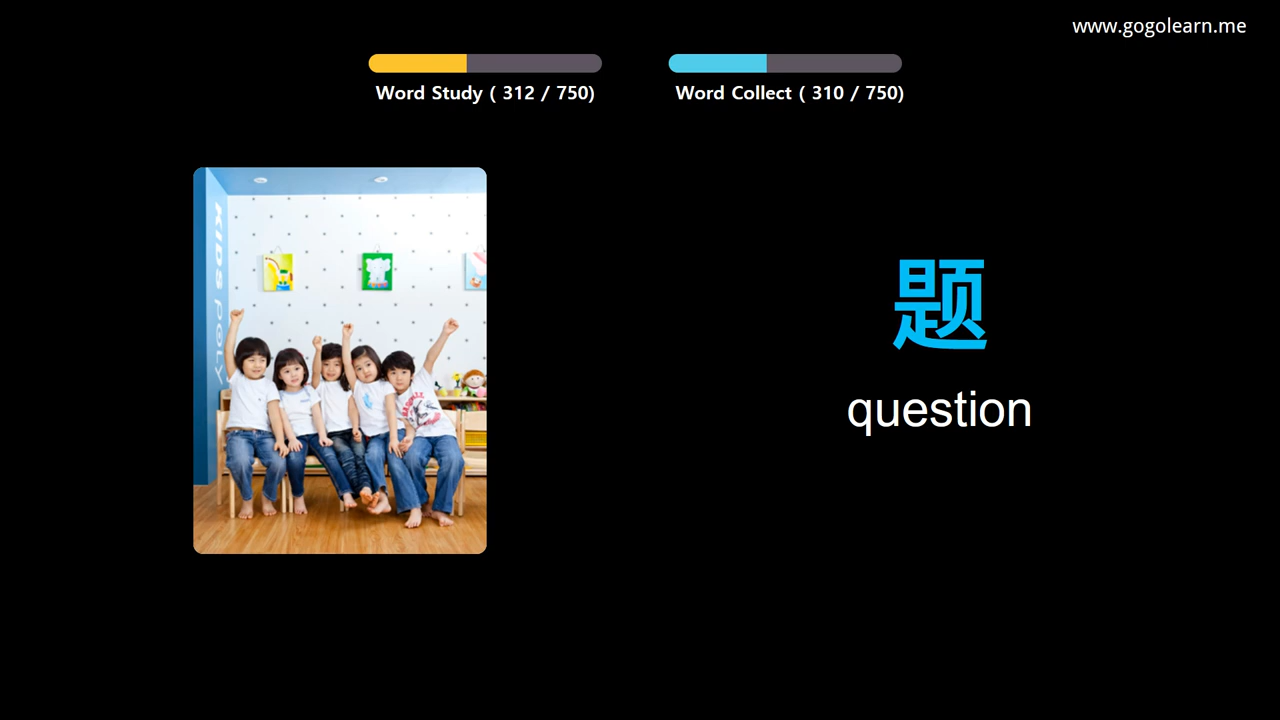 www.gogolearn.me
Word Study ( 312 / 750)
Word Collect ( 310 / 750)
KIDS POLY
题
question